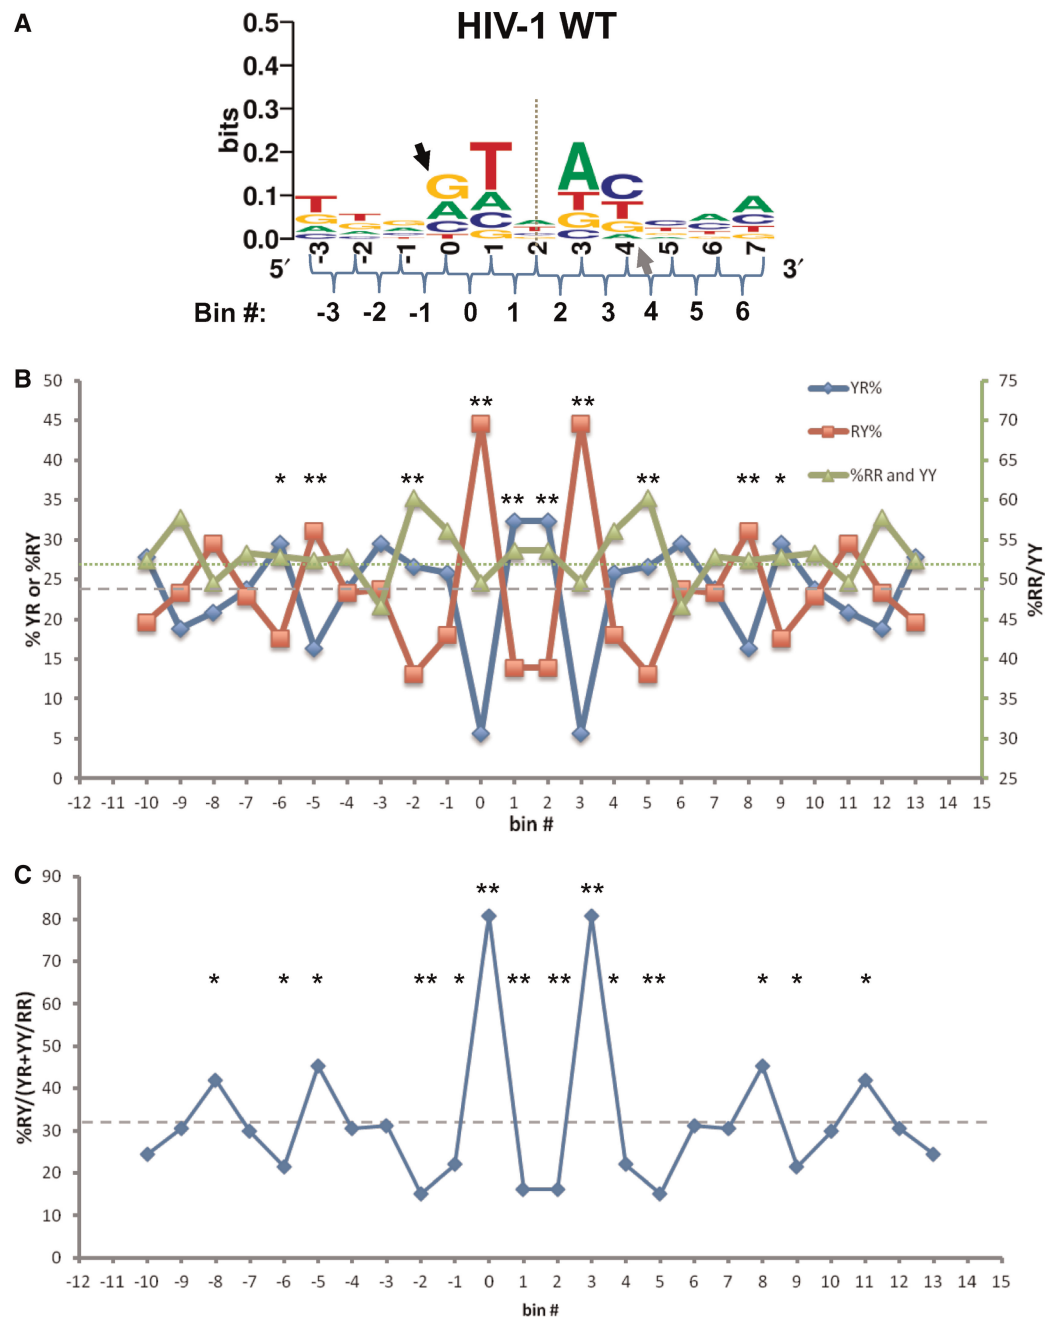 A
HIV-1 WT
bits
0.5
0.4
0.3
0.2
0.1
0.0
-3 -2 -1 0 1 2 3 4 5 6 7
5′ 3′
Bin #: -3 -2 -1 0 1 2 3 4 5 6
B
% YR or %RY
50
45
40
35
30
25
20
15
10
5
0
YR%
RY%
%RR and YY
** **
* ** ** ** ** ** ** *
75
70
65
60
55
50
45
40
35
30
25
%RR/YY
-12 -11 -10 -9 -8 -7 -6 -5 -4 -3 -2 -1 0 1 2 3 4 5 6 7 8 9 10 11 12 13 14 15
bin #
C
%RY/(YR+YY/RR)
90
80
70
60
50
40
30
20
10
0
** **
* * * ** * ** ** * ** * * *
-12 -11 -10 -9 -8 -7 -6 -5 -4 -3 -2 -1 0 1 2 3 4 5 6 7 8 9 10 11 12 13 14 15
bin #